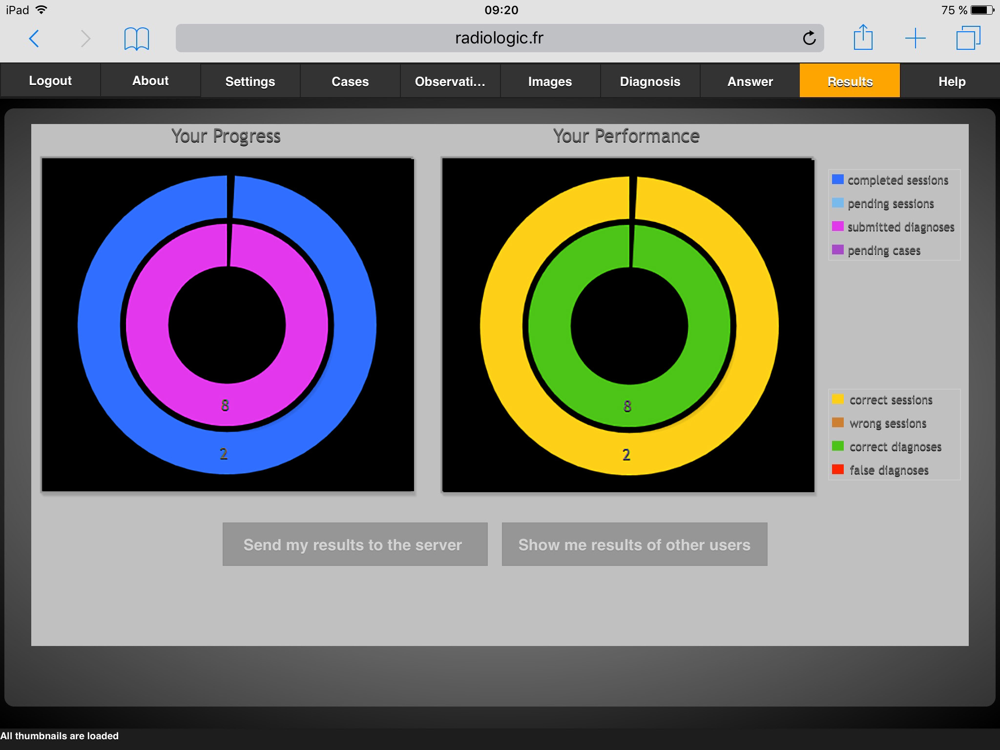 iPad 09:20 75 %
radiologic.fr
Logout About Settings Cases Observati... Images Diagnosis Answer Results Help
Your Progress Your Performance
completed sessions
pending sessions
submitted diagnoses
pending cases
8 8
2 2
correct sessions
wrong sessions
correct diagnoses
false diagnoses
Send my results to the server Show me results of other users
All thumbnails are loaded